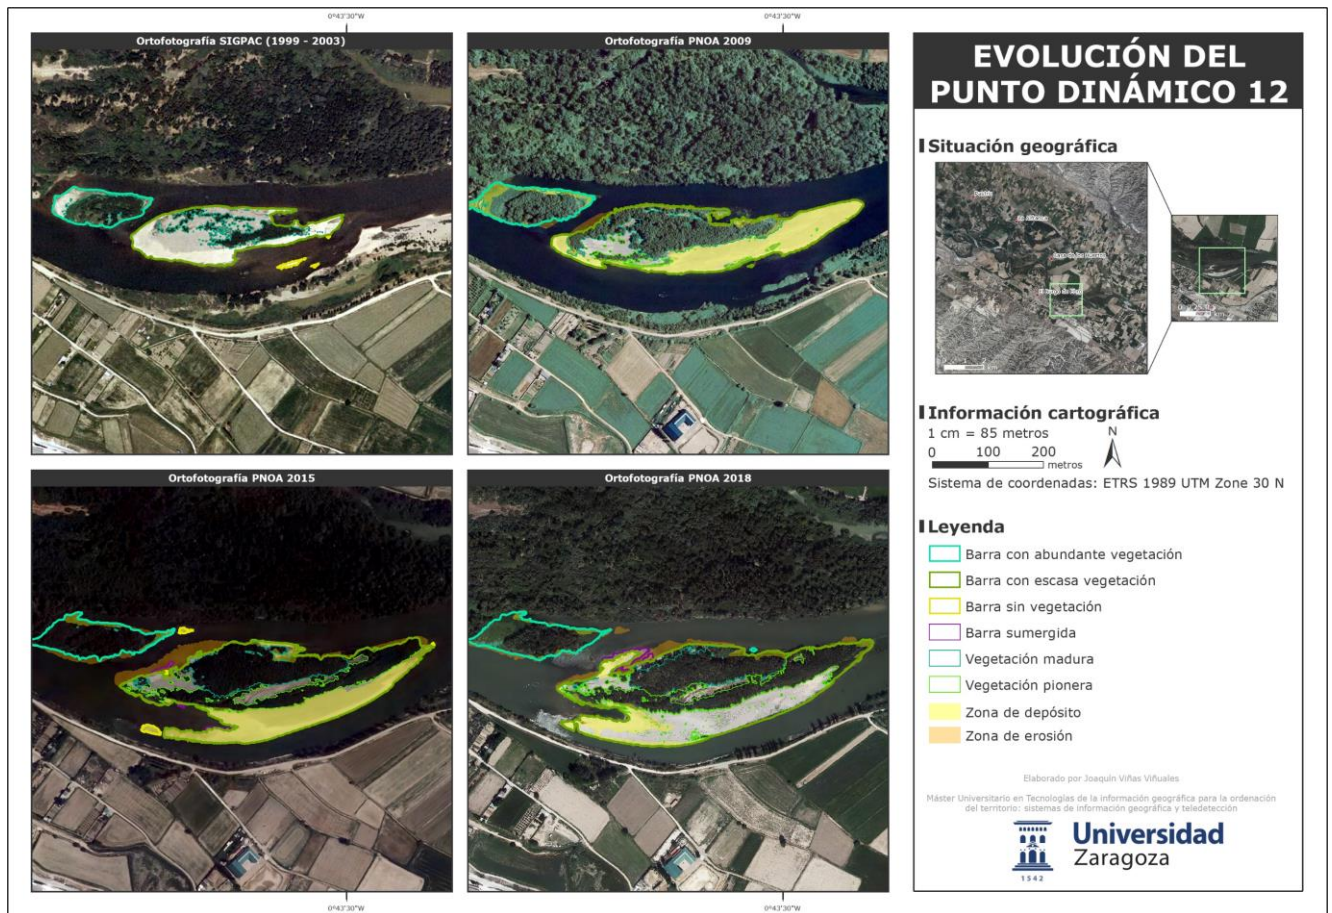 0°43'30"W
0°43'30"W
Ortofotografía SIGPAC (1999 - 2003)
Ortofotografía PNOA 2009
Ortofotografía PNOA 2015
Ortofotografía PNOA 2018
0°43'30"W
0°43'30"W
EVOLUCIÓN DEL
PUNTO DINÁMICO 12
Situación geográfica
km
km
Información cartográfica
1 cm = 85 metros
N
0 100 200
metros
Sistema de coordenadas: ETRS 1989 UTM Zone 30 N
Leyenda
Barra con abundante vegetación
Barra con escasa vegetación
Barra sin vegetación
Barra sumergida
Vegetación madura
Vegetación pionera
Zona de depósito
Zona de erosión
Elaborado por Joaquín Viñas Viñuales
Máster Universitario en Tecnologías de la información geográfica para la ordenación
del territorio: sistemas de información geográfica y teledetección
Universidad
Zaragoza
1542